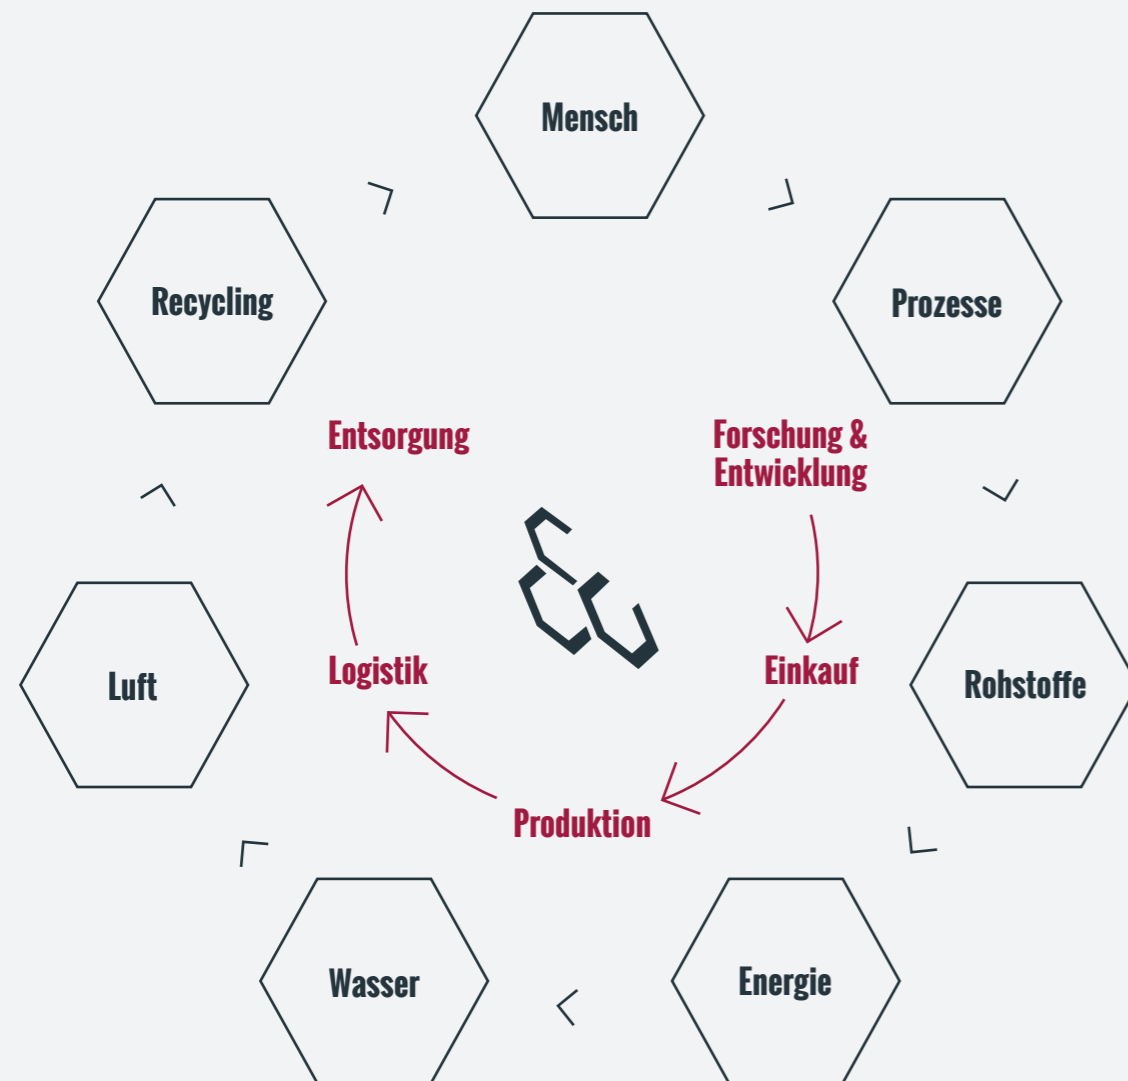 Mensch
Recycling
Prozesse
Entsorgung
Forschung &
Entwicklung
Luft
Logistik
Einkauf
Rohstoffe
Produktion
Wasser
Energie